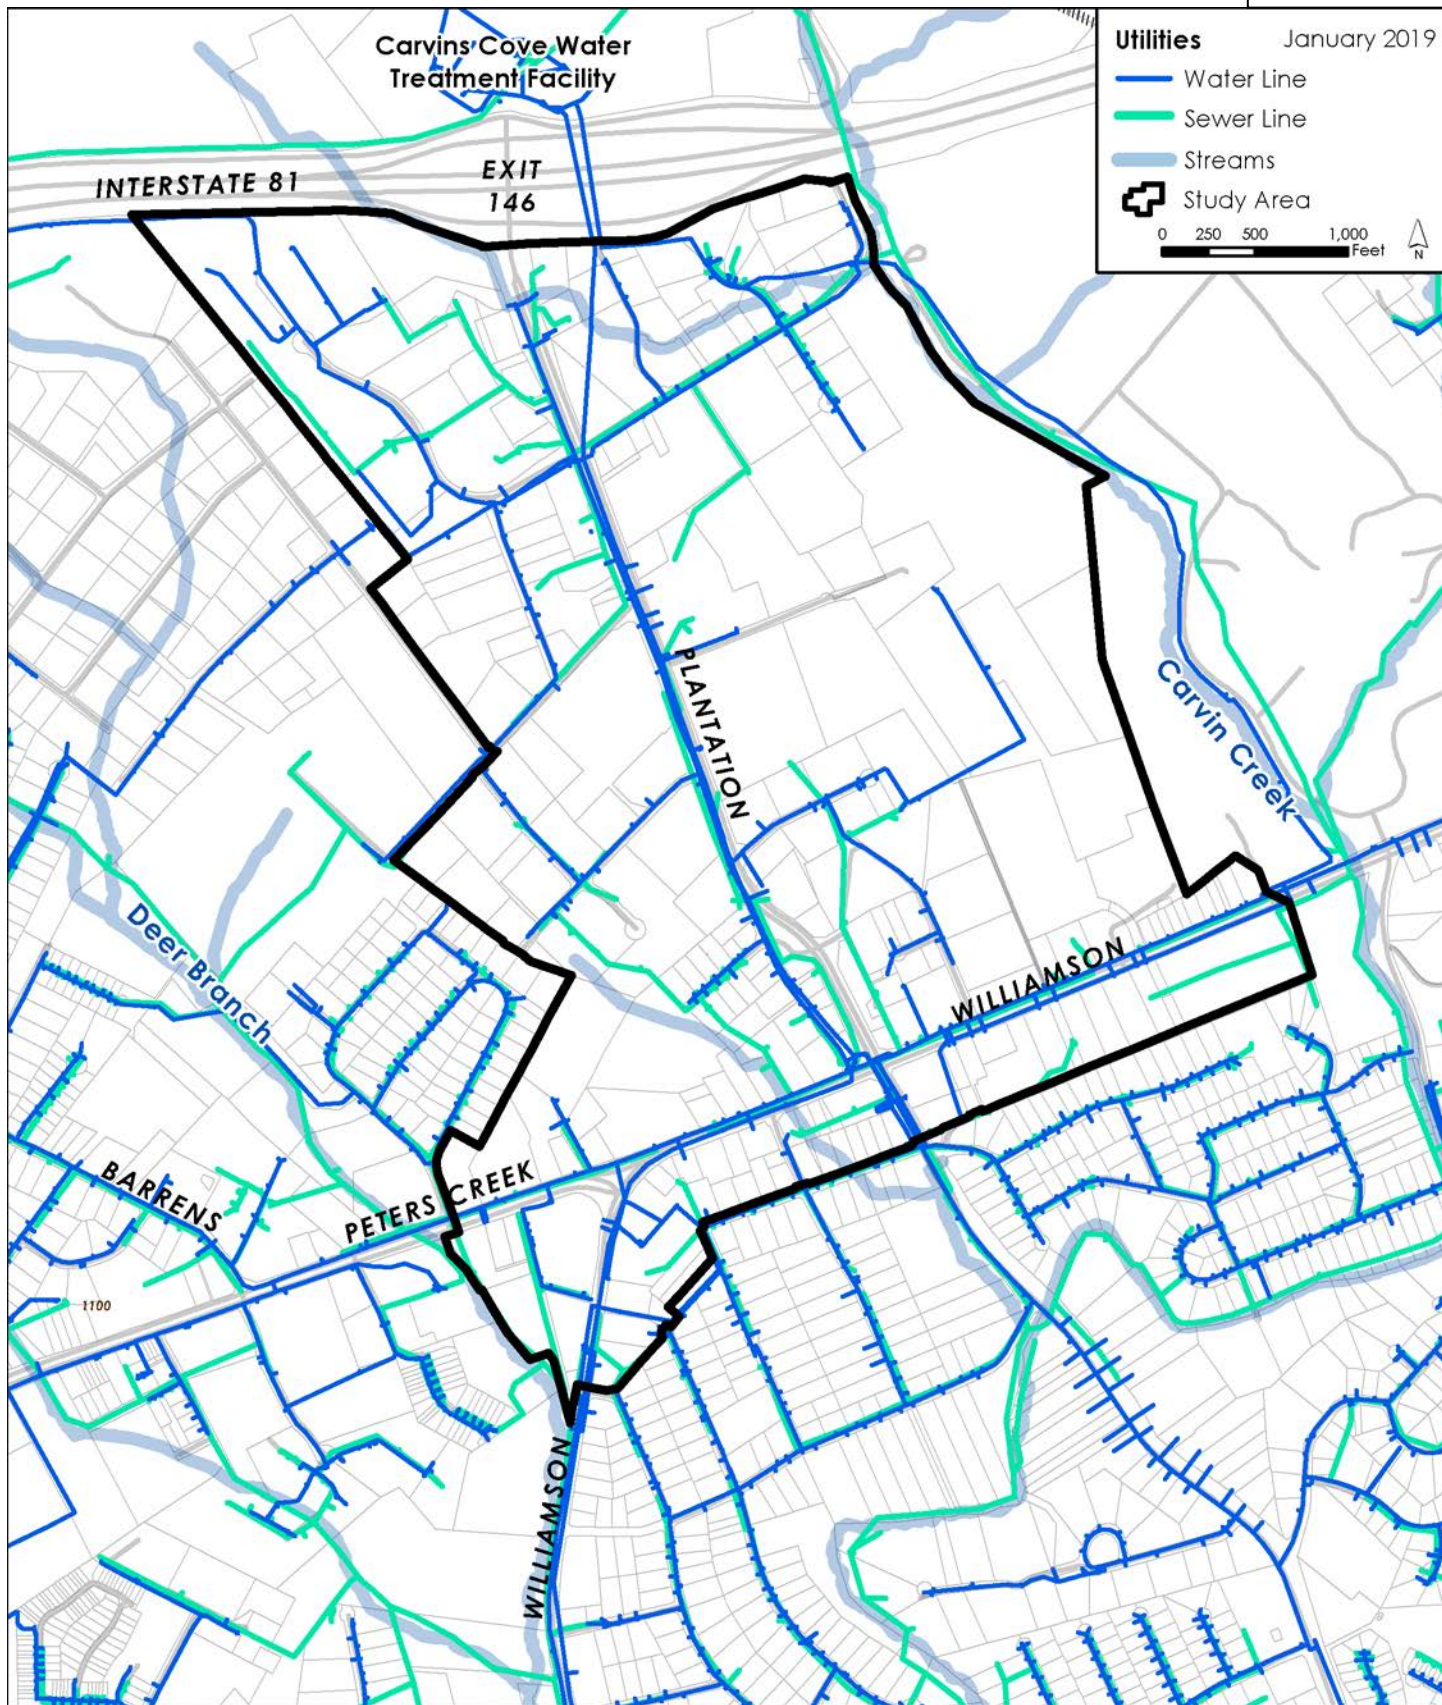 Carvins Cove Water
Treatment Facility
Utilities
January 2019
Water Line
Sewer Line
Streams
Study Area
0 250 500 1,000
Feet
N
INTERSTATE 81
EXIT
146
PLANTATION
Carvin Creek
Deer Branch
WILLIAMSON
BARRENS
PETERS CREEK
1100
WILLIAMSON